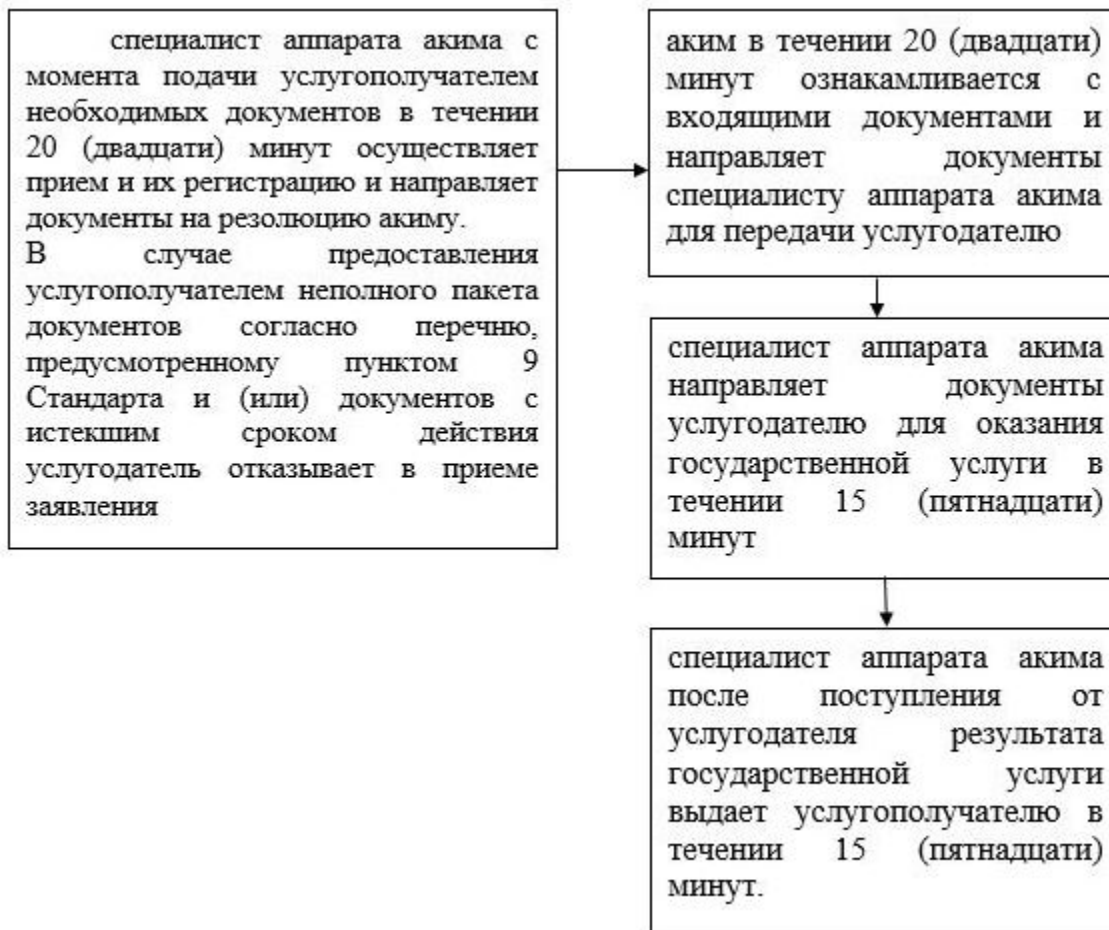 специалист аппарата акима с
момента подачи услугополучателем
необходимых документов в течении
20 (двадцати) минут осуществляет
прием и их регистрацию и направляет
документы на резолюцию акиму.
В случае предоставления
услугополучателем неполного пакета
документов согласно перечню,
предусмотренному пунктом 9
Стандарта и (или) документов с
истекшим сроком действия
услугодатель отказывает в приеме
заявления
аким в течении 20 (двадцати)
минут ознакамливается с
входящими документами и
направляет документы
специалисту аппарата акима
для передачи услугодателю
специалист аппарата акима
направляет документы
услугодателю для оказания
государственной услуги в
течении 15 (пятнадцати)
минут
специалист аппарата акима
после поступления от
услугодателя результата
государственной услуги
выдает услугополучателю в
течении 15 (пятнадцати)
минут.